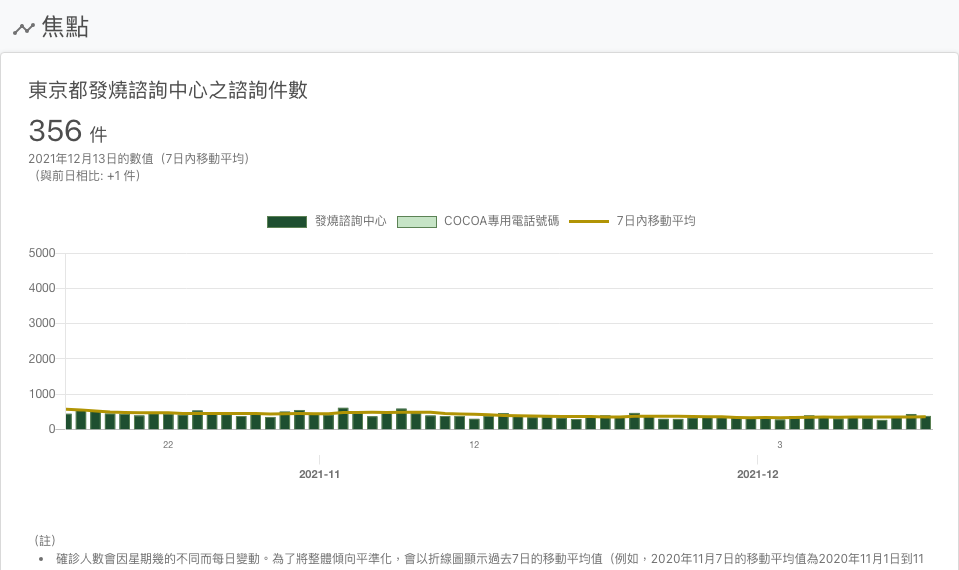 焦點
東京都發燒諮詢中心之諮詢件數
356 件
2021年12月13日的數值（7日內移動平均）
（與前日相比: +1 件）
發燒諮詢中心 COCOA專用電話號碼 7日內移動平均
5000
4000
3000
2000
1000
0
22 12 3
2021-11 2021-12
（註）
• 確診人數會因星期幾的不同而每日變動。為了將整體傾向平準化，會以折線圖顯示過去7日的移動平均值（例如，2020年11月7日的移動平均值為2020年11月1日到11